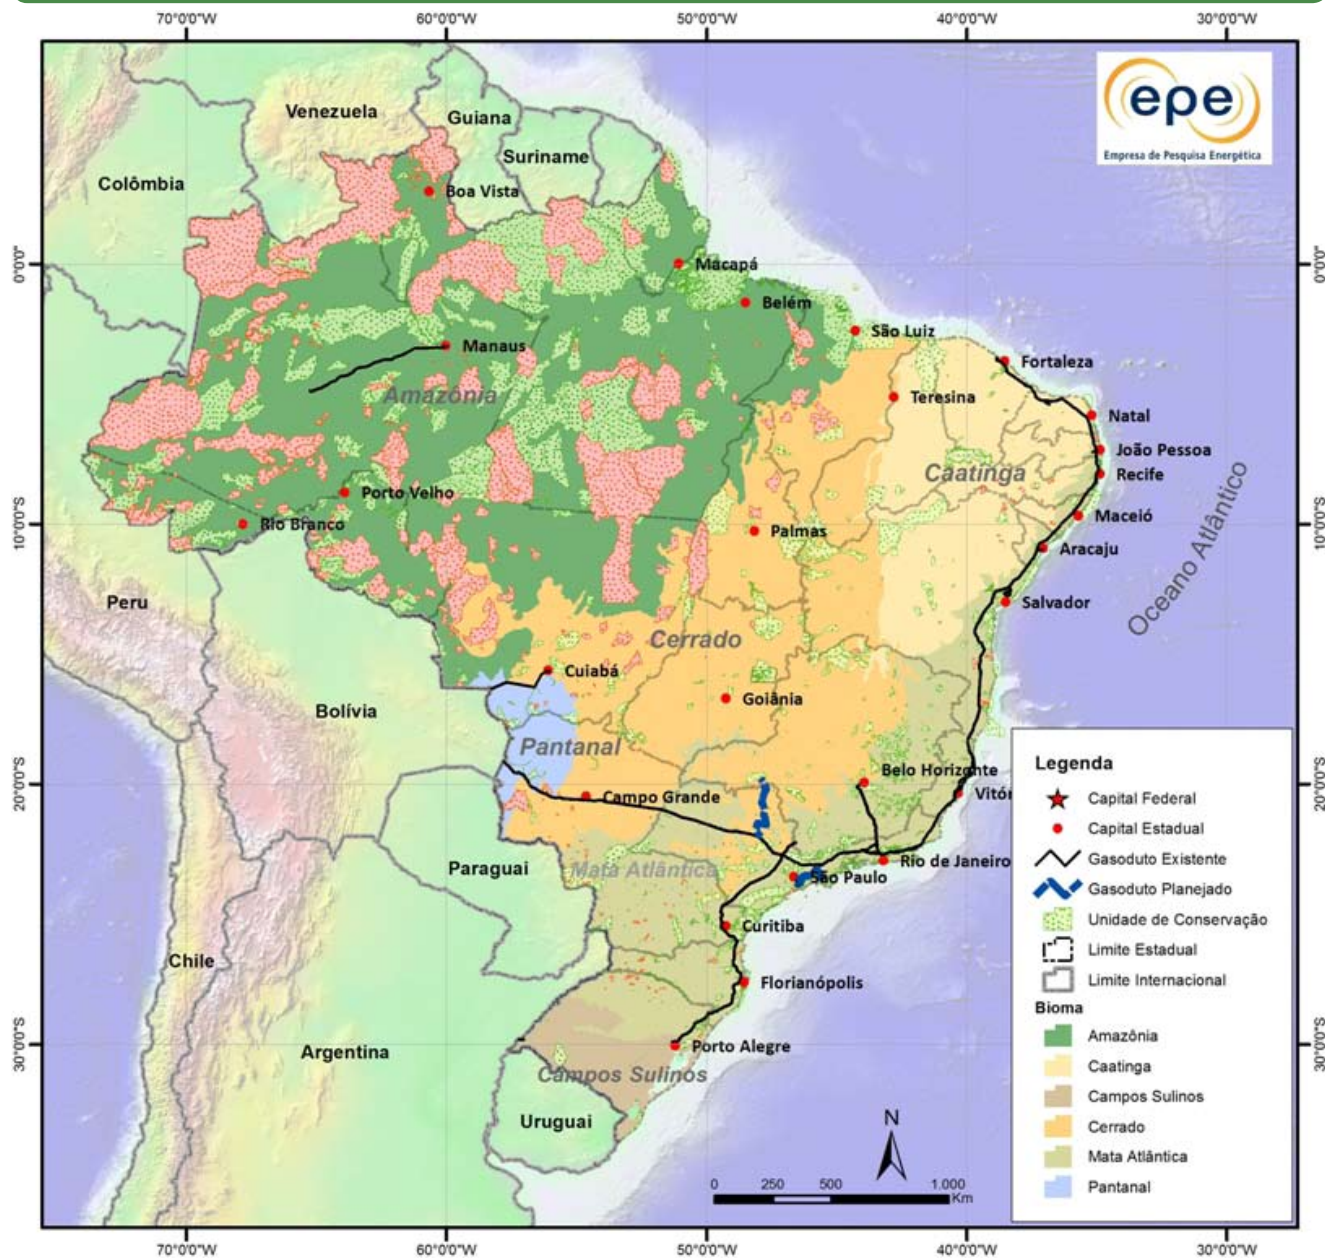 70°0'0"W
60°0'0"W
50°0'0"W
40°0'0"W
30°0'0"W
epe
Empresa de Pesquisa Energética
Venezuela
Guiana
Suriname
Colômbia
Boa Vista
0°0'0"
Macapá
0°0'0"
Belém
São Luiz
Manaus
Fortaleza
Amazônia
Teresina
Natal
João Pessoa
Caatinga
Recife
Porto Velho
Rio Branco
10°0'0"S
Palmas
Maceió
10°0'0"S
Aracaju
Oceano Atlântico
Peru
Salvador
Cerrado
Cuiabá
Goiânia
Bolívia
Pantanal
Belo Horizonte
20°0'0"S
Campo Grande
Vitór
20°0'0"S
Paraguai
Mata Atlântica
Rio de Janeiro
São Paulo
Curitiba
Chile
Florianópolis
Argentina
30°0'0"S
Porto Alegre
30°0'0"S
Campos Sulinos
Uruguai
N
0 250 500 1.000
Km
Legenda
Capital Federal
Capital Estadual
Gasoduto Existente
Gasoduto Planejado
Unidade de Conservação
Limite Estadual
Limite Internacional
Bioma
Amazônia
Caatinga
Campos Sulinos
Cerrado
Mata Atlântica
Pantanal
70°0'0"W
60°0'0"W
50°0'0"W
40°0'0"W
30°0'0"W